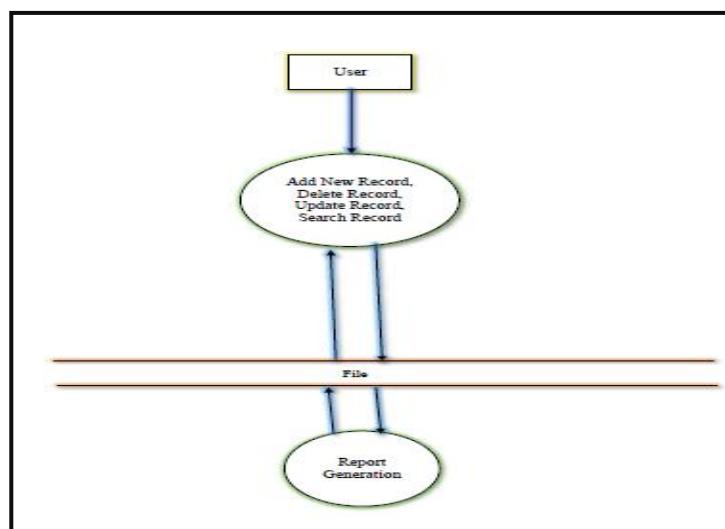 User
Add New Record,
Delete Record,
Update Record,
Search Record
File
Report
Generation